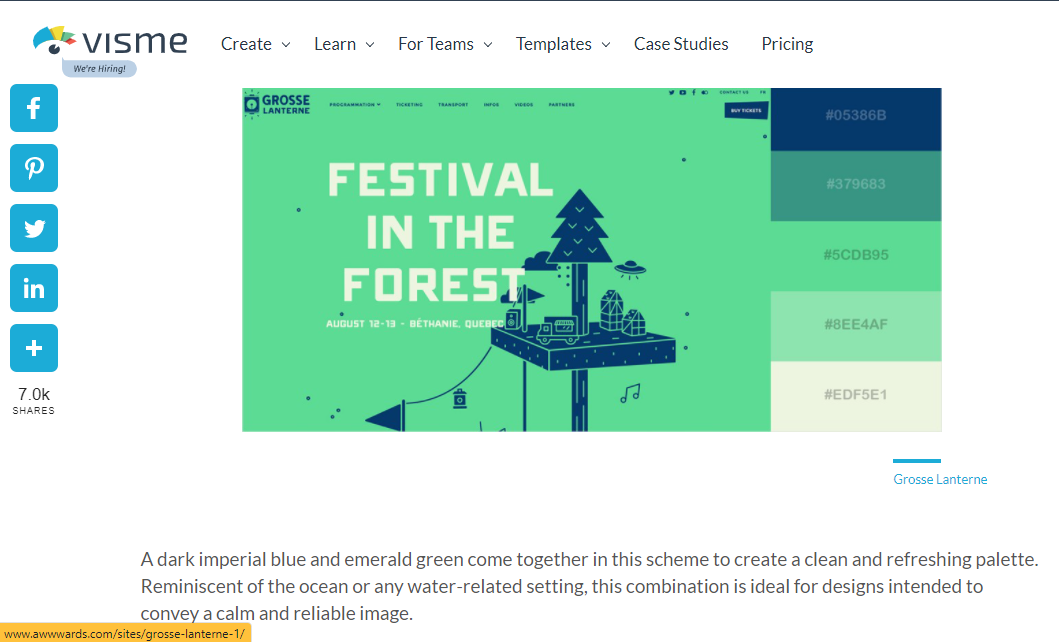 VISME
We're Hiring!
Create Learn For Teams Templates Case Studies Pricing
GROSSE
LANTERNE
PROGRAMMATION TICKETING TRANSPORT INFOS VIDEOS PARTNERS
CONTACT US FR
BUY TICKETS
FESTIVAL
IN THE
FOREST
AUGUST 12-13 - BÉTHANIE, QUEBEC
#05386B
#379683
#5CDB95
#8EE4AF
#EDF5E1
7.0k
SHARES
Grosse Lanterne
A dark imperial blue and emerald green come together in this scheme to create a clean and refreshing palette.
Reminiscent of the ocean or any water-related setting, this combination is ideal for designs intended to
convey a calm and reliable image.
www.awwwards.com/sites/grosse-lanterne-1/